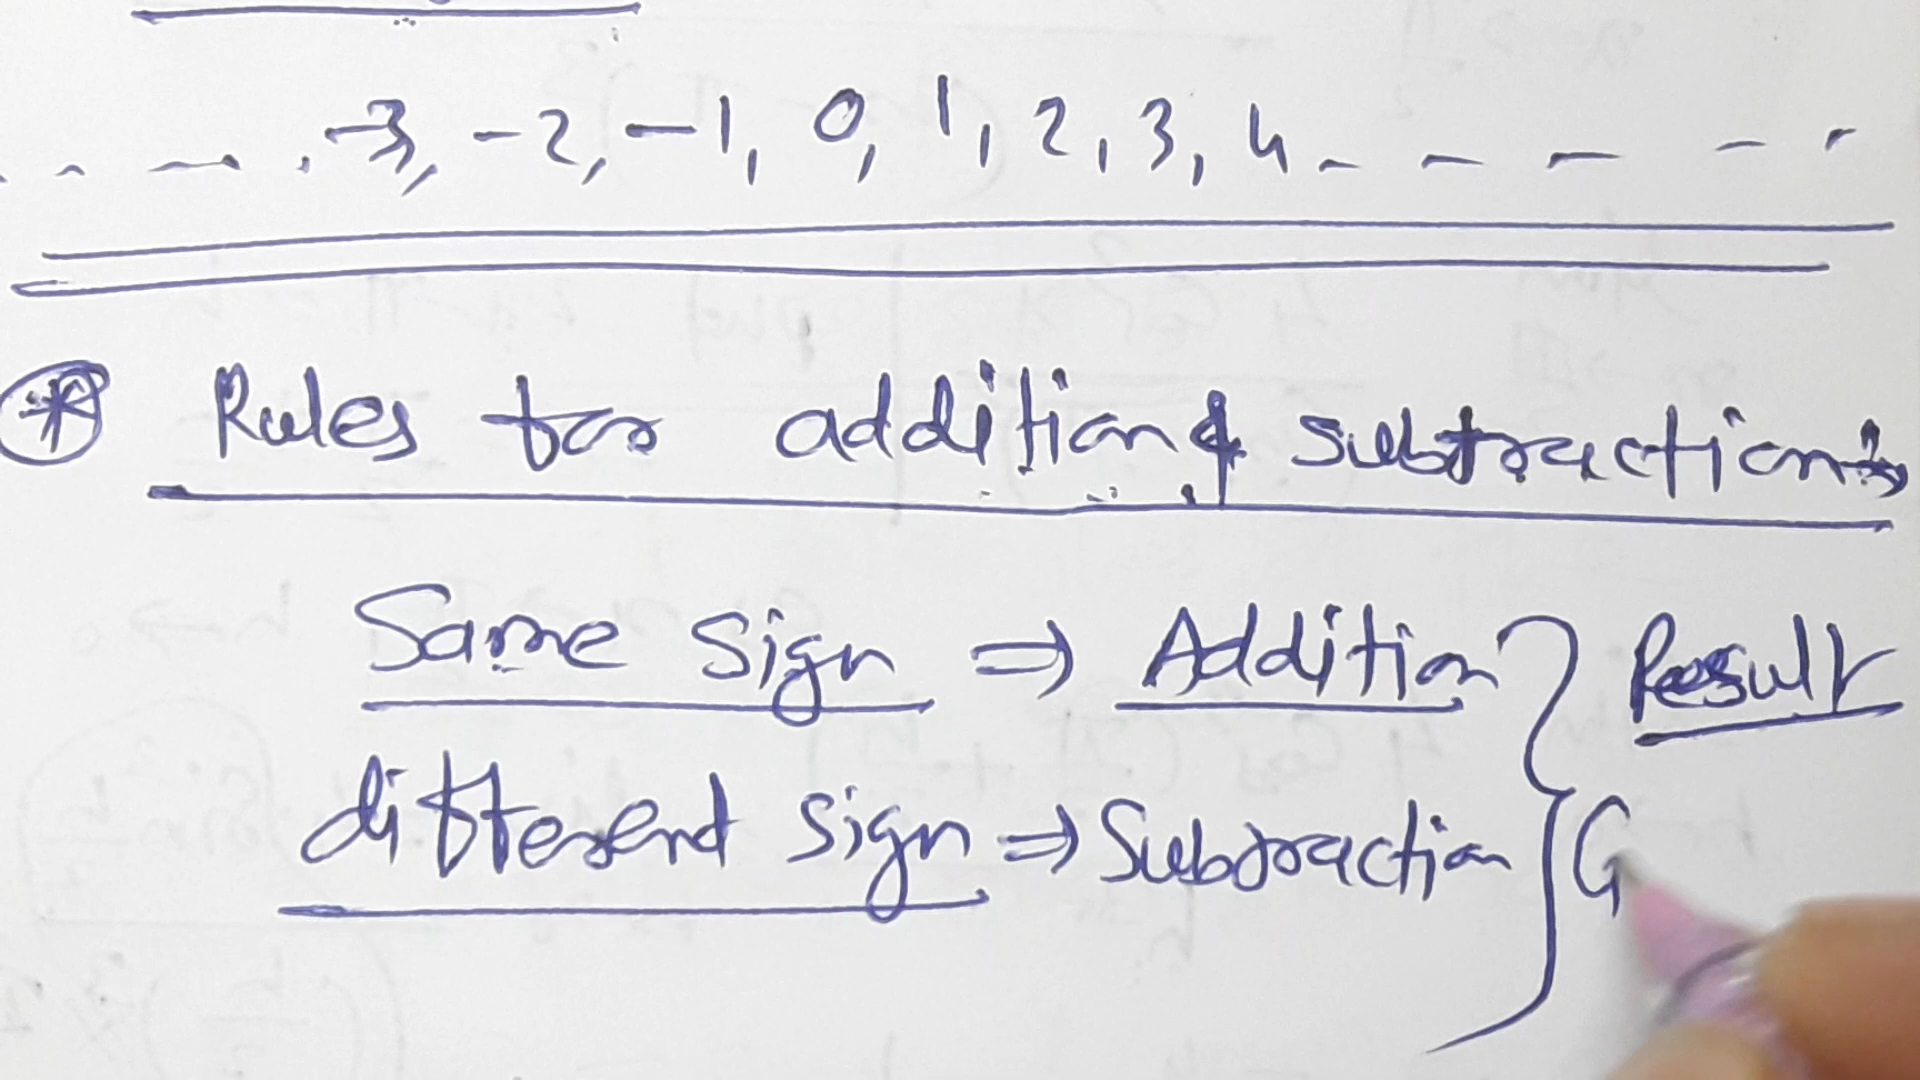 . . — . -3, -2, -1, 0, 1, 2, 3, 4 - - - - -
* Rules for addition & subtraction :-
Same sign ⇒ Addition } Result
different sign ⇒ Subtraction } G